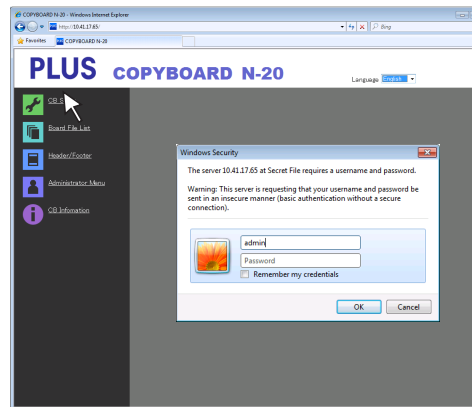 COPYBOARD N-20 - Windows Internet Explorer
http://10.41.17.65/
Bing
Favorites
COPYBOARD N-20
PLUS COPYBOARD N-20
Language English
CB S
Board File List
Header/Footer
Administrator Menu
CB Infomation
Windows Security
The server 10.41.17.65 at Secret File requires a username and password.
Warning: This server is requesting that your username and password be
sent in an insecure manner (basic authentication without a secure
connection).
admin
Password
Remember my credentials
OK Cancel